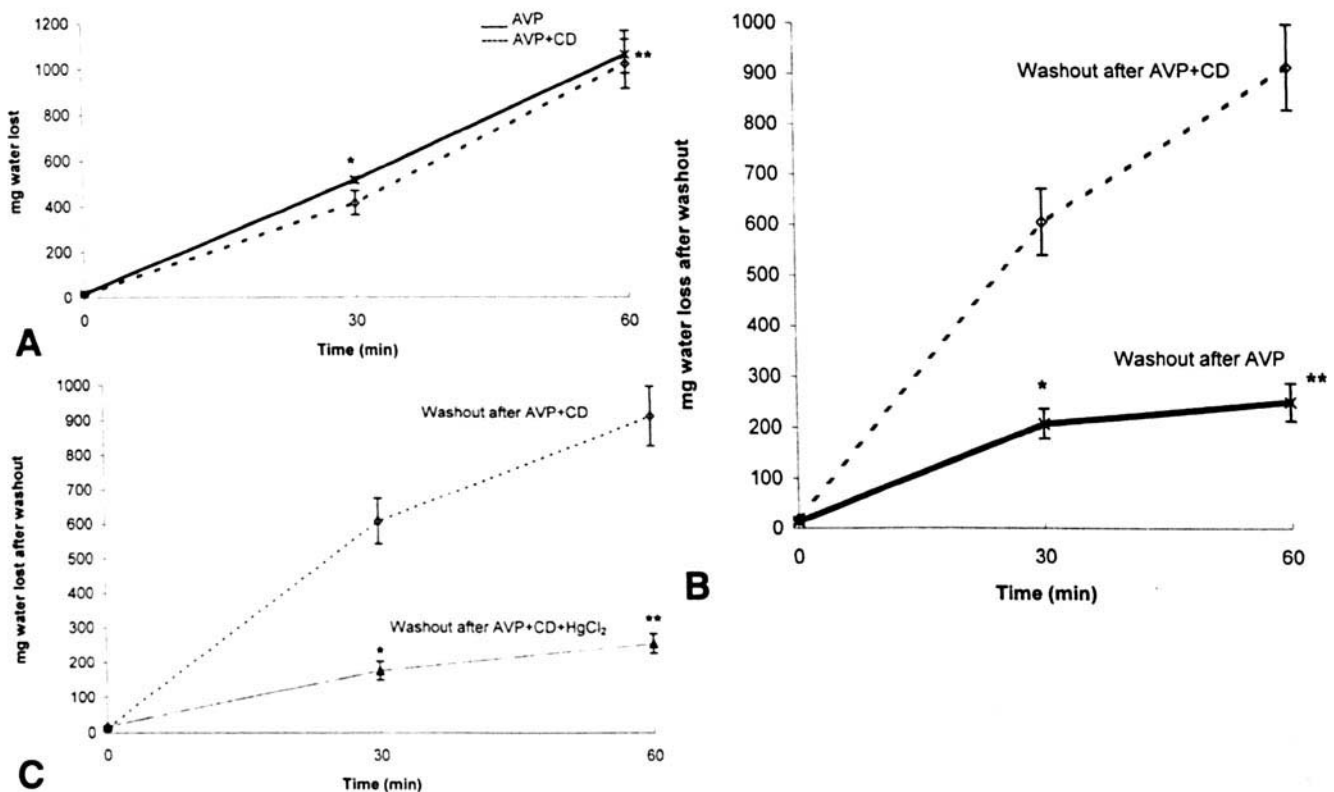 1200
1000
800
600
400
200
0
mg water lost
AVP
AVP+CD
*
**
0 30 60
Time (min)
A
1000
900
800
700
600
500
400
300
200
100
0
mg water loss after washout
Washout after AVP+CD
Washout after AVP
*
**
0 30 60
Time (min)
B
1000
900
800
700
600
500
400
300
200
100
0
mg water lost after washout
Washout after AVP+CD
Washout after AVP+CD+HgCl₂
*
**
0 30 60
Time (min)
C